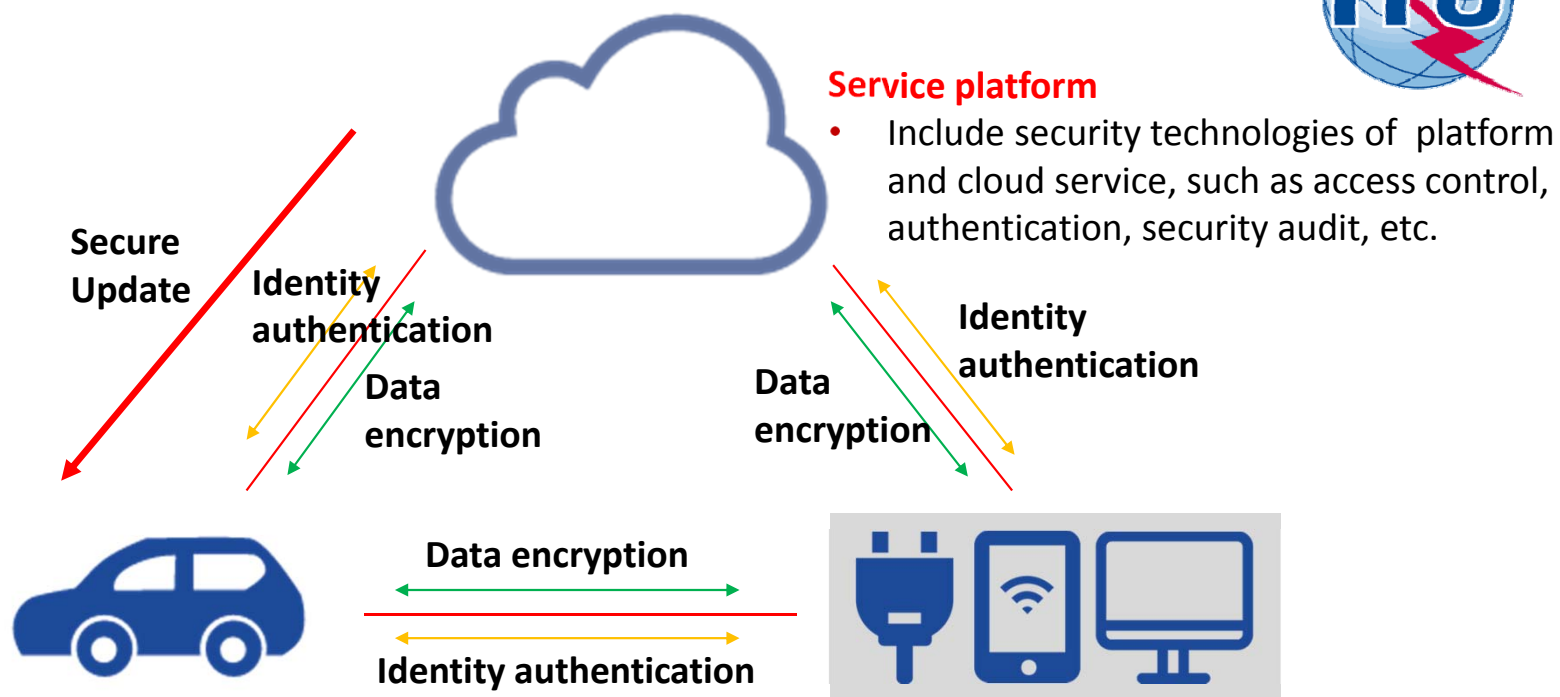 ITU
Service platform
• Include security technologies of platform
and cloud service, such as access control,
authentication, security audit, etc.
Secure
Update
Identity
authentication
Data
encryption
Data
encryption
Identity
authentication
Data encryption
Identity authentication